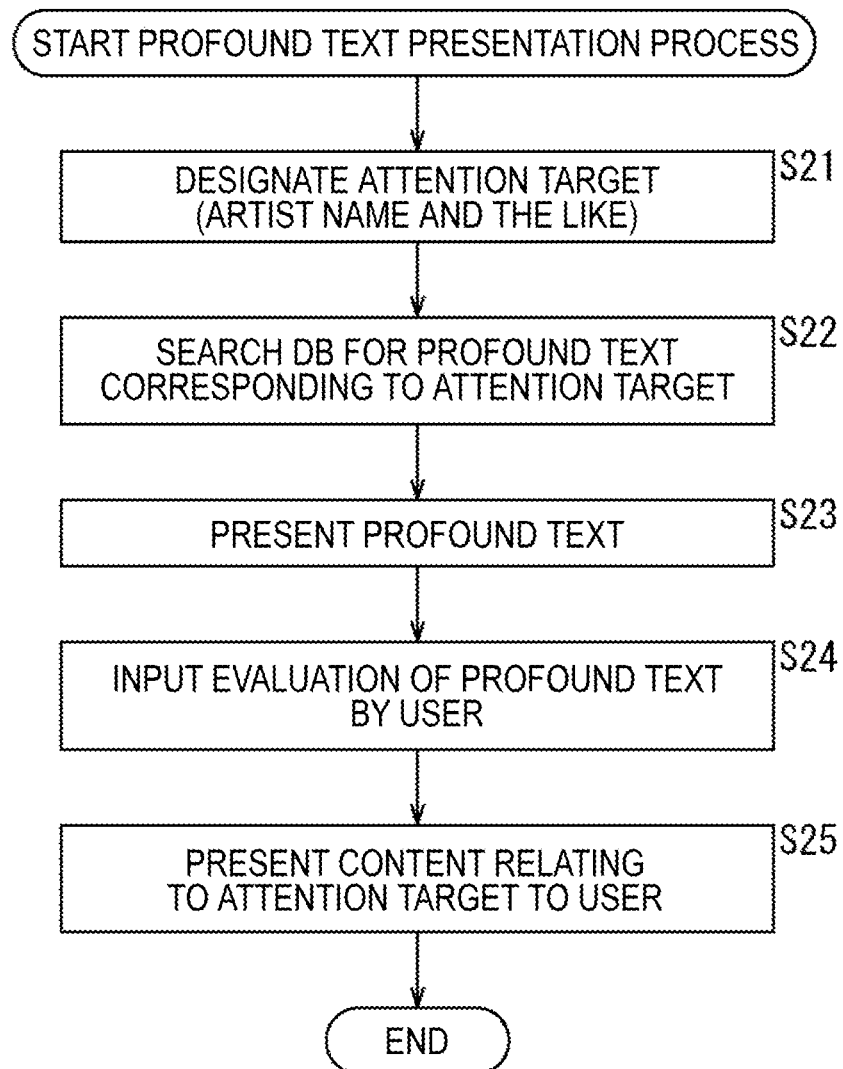 START PROFOUND TEXT PRESENTATION PROCESS
S21
DESIGNATE ATTENTION TARGET
(ARTIST NAME AND THE LIKE)
S22
SEARCH DB FOR PROFOUND TEXT
CORRESPONDING TO ATTENTION TARGET
S23
PRESENT PROFOUND TEXT
S24
INPUT EVALUATION OF PROFOUND TEXT
BY USER
S25
PRESENT CONTENT RELATING
TO ATTENTION TARGET TO USER
END